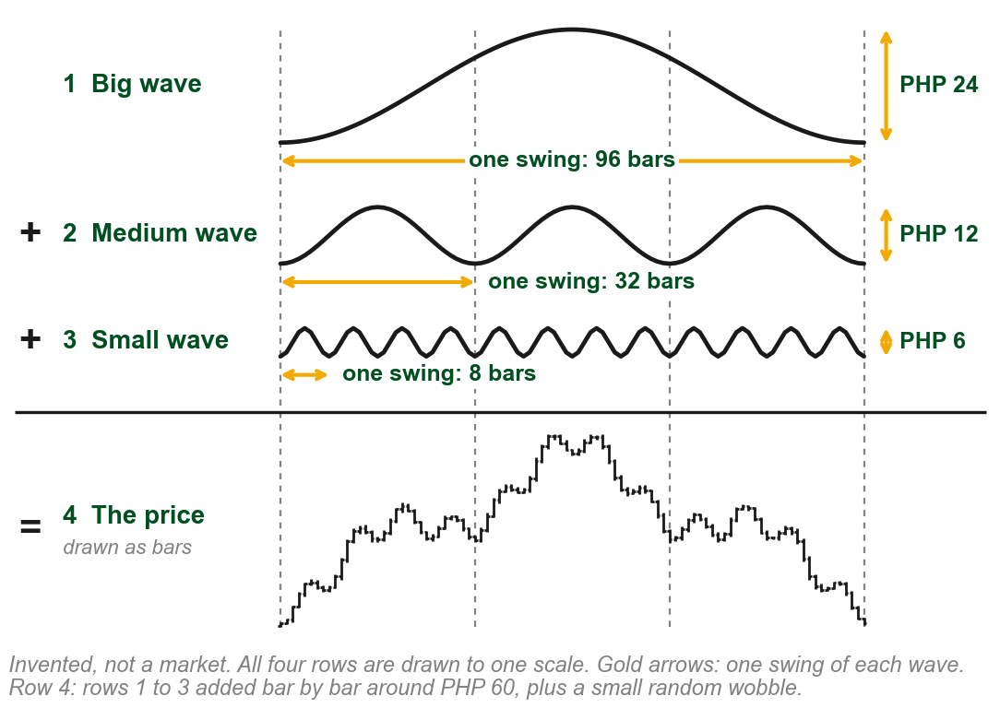 1 Big wave
PHP 24
one swing: 96 bars
+ 2 Medium wave
PHP 12
one swing: 32 bars
+ 3 Small wave
PHP 6
one swing: 8 bars
= 4 The price
drawn as bars
Invented, not a market. All four rows are drawn to one scale. Gold arrows: one swing of each wave.
Row 4: rows 1 to 3 added bar by bar around PHP 60, plus a small random wobble.